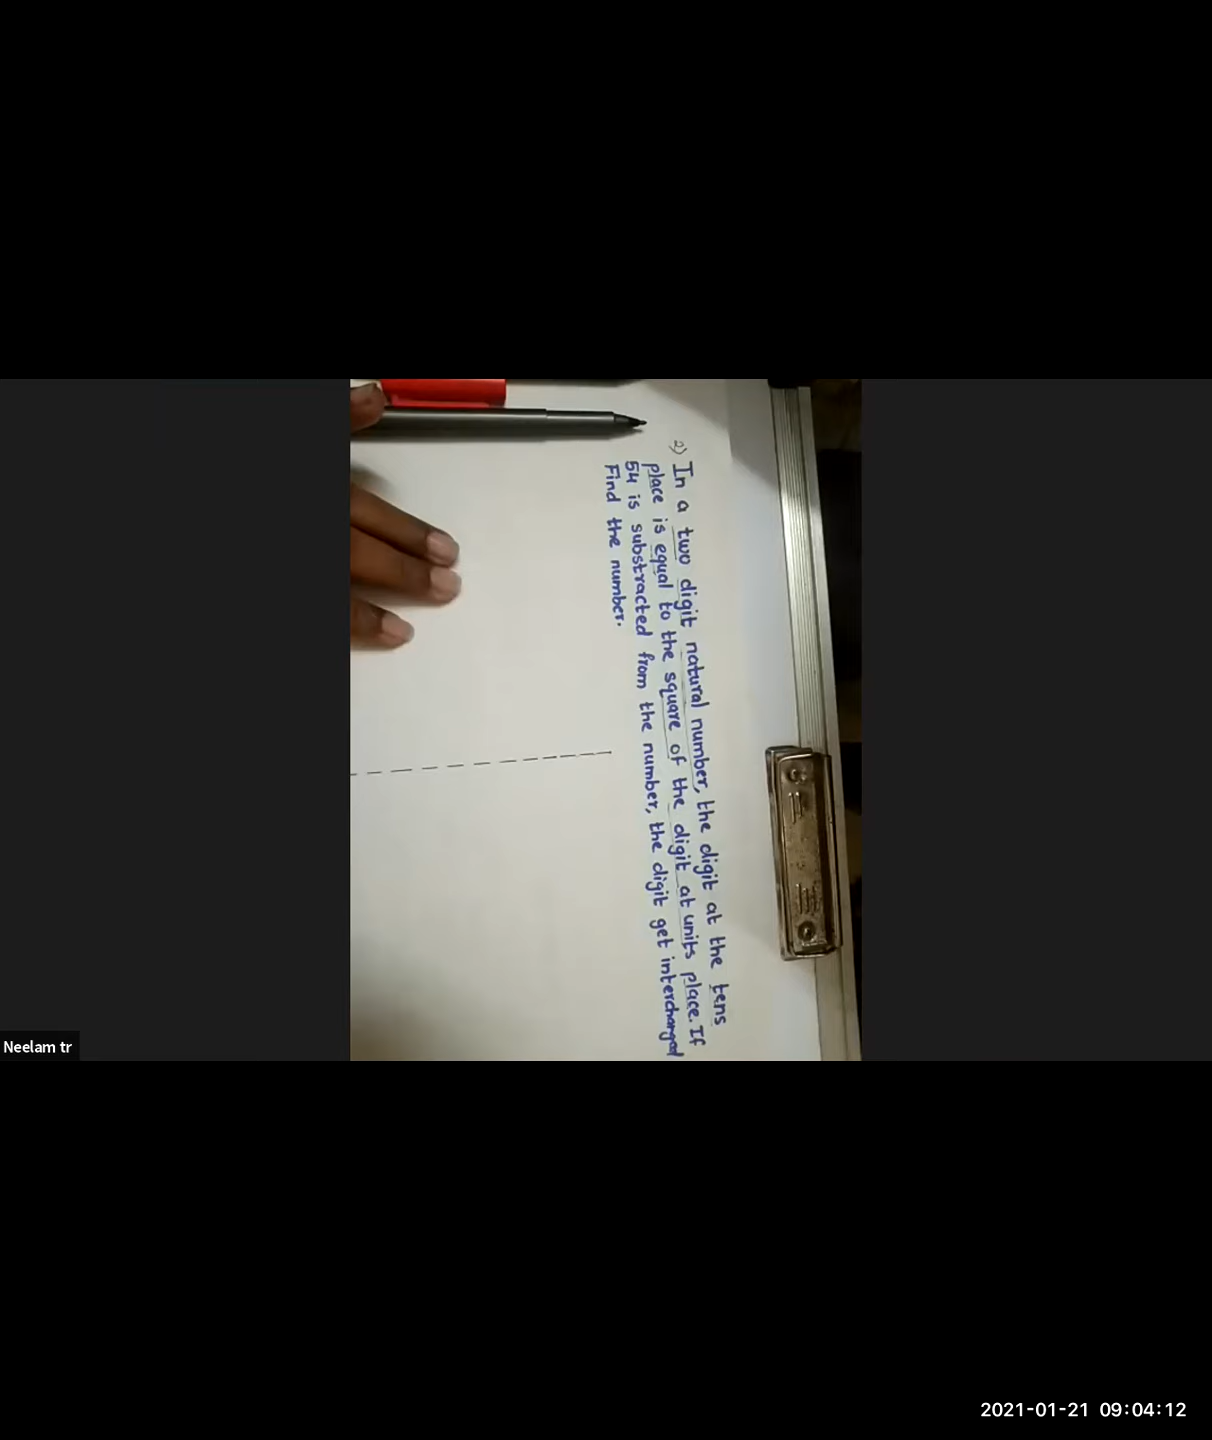 2) In a two digit natural number, the digit at the tens
place is equal to the square of the digit at units place. If
54 is substracted from the number, the digit get interchanged
Find the number.
Neelam tr
2021-01-21 09:04:12